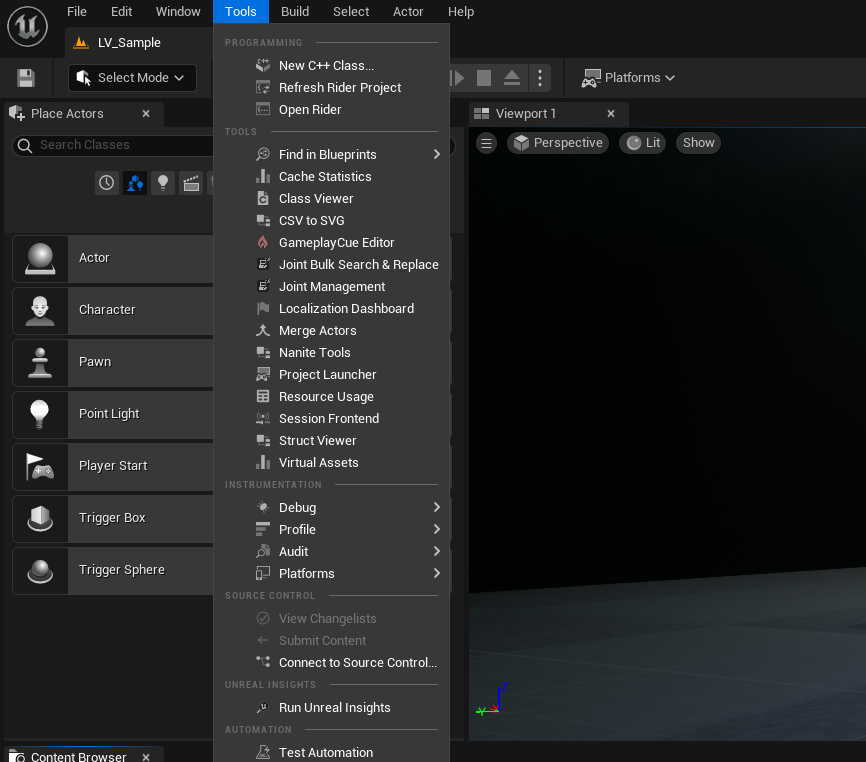 File Edit Window Tools Build Select Actor Help
LV_Sample
Select Mode
Platforms
Place Actors
Search Classes
Actor
Character
Pawn
Point Light
Player Start
Trigger Box
Trigger Sphere
PROGRAMMING
New C++ Class...
Refresh Rider Project
Open Rider
TOOLS
Find in Blueprints
Cache Statistics
Class Viewer
CSV to SVG
GameplayCue Editor
Joint Bulk Search & Replace
Joint Management
Localization Dashboard
Merge Actors
Nanite Tools
Project Launcher
Resource Usage
Session Frontend
Struct Viewer
Virtual Assets
INSTRUMENTATION
Debug
Profile
Audit
Platforms
SOURCE CONTROL
View Changelists
Submit Content
Connect to Source Control...
UNREAL INSIGHTS
Run Unreal Insights
AUTOMATION
Test Automation
Viewport 1
Perspective Lit Show
Z
Y
Content Browser